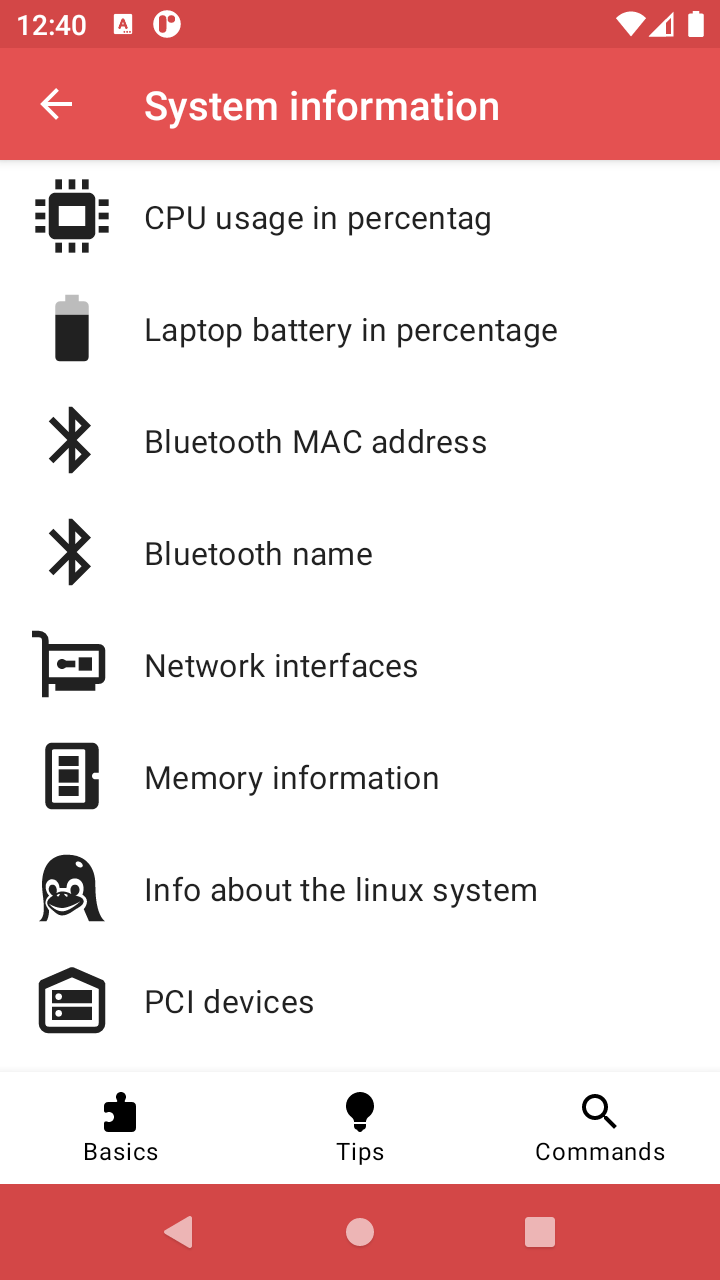 12:40
System information
CPU usage in percentag
Laptop battery in percentage
Bluetooth MAC address
Bluetooth name
Network interfaces
Memory information
Info about the linux system
PCI devices
Basics
Tips
Commands